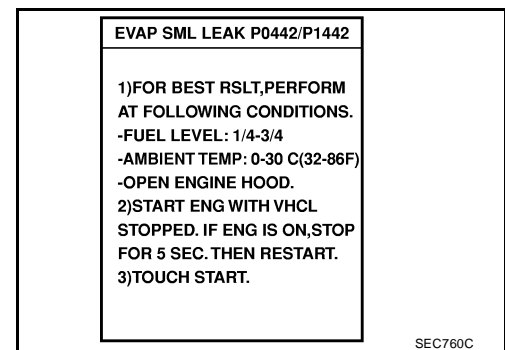 EVAP SML LEAK P0442/P1442
1)FOR BEST RSLT,PERFORM
AT FOLLOWING CONDITIONS.
-FUEL LEVEL: 1/4-3/4
-AMBIENT TEMP: 0-30 C(32-86F)
-OPEN ENGINE HOOD.
2)START ENG WITH VHCL
STOPPED. IF ENG IS ON,STOP
FOR 5 SEC. THEN RESTART.
3)TOUCH START.
SEC760C